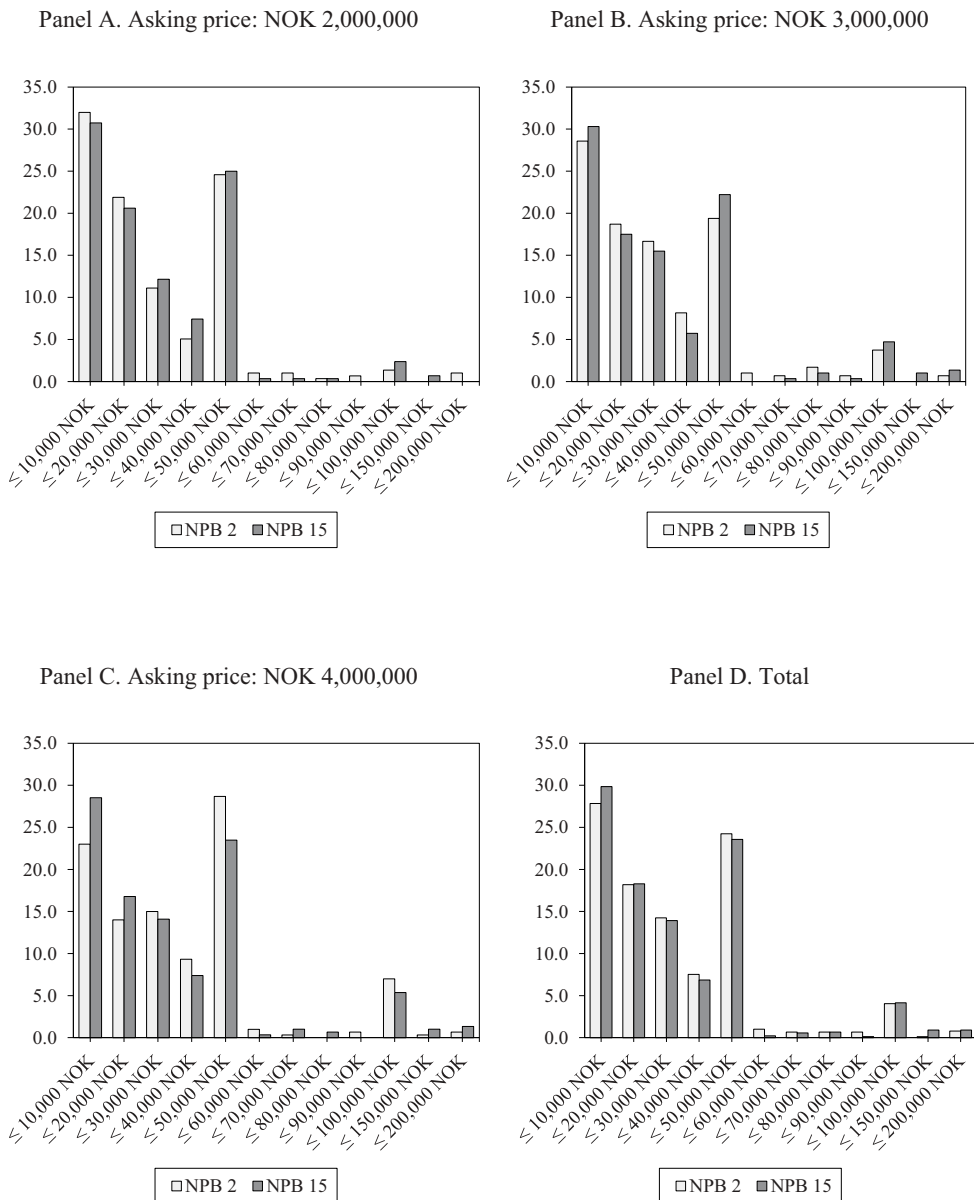 Panel A. Asking price: NOK 2,000,000
35.0
30.0
25.0
20.0
15.0
10.0
5.0
0.0
≤ 10,000 NOK
≤ 20,000 NOK
≤ 30,000 NOK
≤ 40,000 NOK
≤ 50,000 NOK
≤ 60,000 NOK
≤ 70,000 NOK
≤ 80,000 NOK
≤ 90,000 NOK
≤ 100,000 NOK
≤ 150,000 NOK
≤ 200,000 NOK
NPB 2 NPB 15
Panel B. Asking price: NOK 3,000,000
35.0
30.0
25.0
20.0
15.0
10.0
5.0
0.0
≤ 10,000 NOK
≤ 20,000 NOK
≤ 30,000 NOK
≤ 40,000 NOK
≤ 50,000 NOK
≤ 60,000 NOK
≤ 70,000 NOK
≤ 80,000 NOK
≤ 90,000 NOK
≤ 100,000 NOK
≤ 150,000 NOK
≤ 200,000 NOK
NPB 2 NPB 15
Panel C. Asking price: NOK 4,000,000
35.0
30.0
25.0
20.0
15.0
10.0
5.0
0.0
≤ 10,000 NOK
≤ 20,000 NOK
≤ 30,000 NOK
≤ 40,000 NOK
≤ 50,000 NOK
≤ 60,000 NOK
≤ 70,000 NOK
≤ 80,000 NOK
≤ 90,000 NOK
≤ 100,000 NOK
≤ 150,000 NOK
≤ 200,000 NOK
NPB 2 NPB 15
Panel D. Total
35.0
30.0
25.0
20.0
15.0
10.0
5.0
0.0
≤ 10,000 NOK
≤ 20,000 NOK
≤ 30,000 NOK
≤ 40,000 NOK
≤ 50,000 NOK
≤ 60,000 NOK
≤ 70,000 NOK
≤ 80,000 NOK
≤ 90,000 NOK
≤ 100,000 NOK
≤ 150,000 NOK
≤ 200,000 NOK
NPB 2 NPB 15